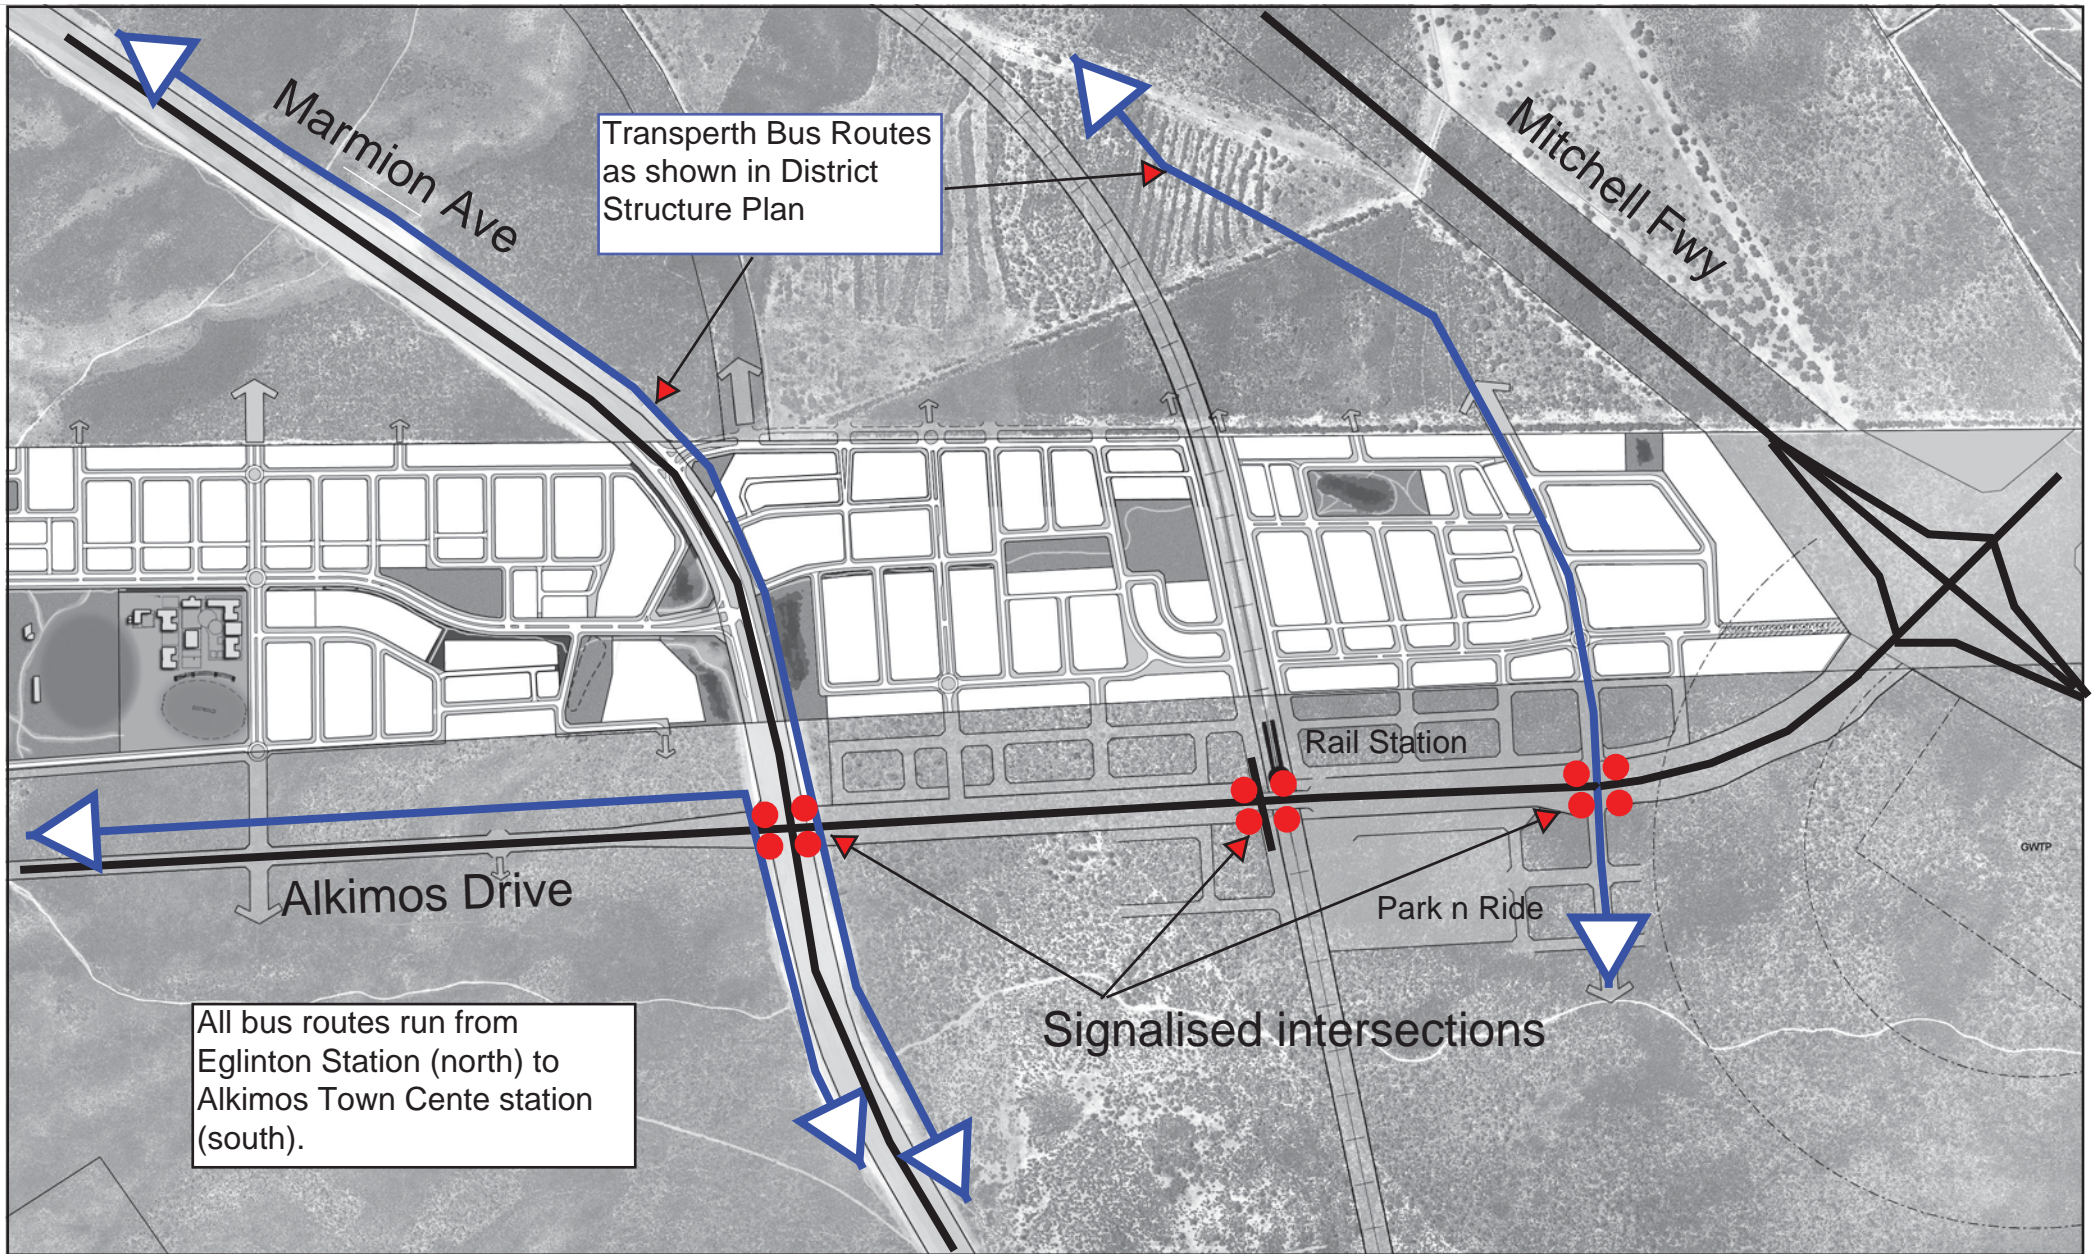 Marmion Ave
Transperth Bus Routes
as shown in District
Structure Plan
Mitchell Fwy
Rail Station
GWTP
Alkimos Drive
Park n Ride
Signalised intersections
All bus routes run from
Eglinton Station (north) to
Alkimos Town Cente station
(south).